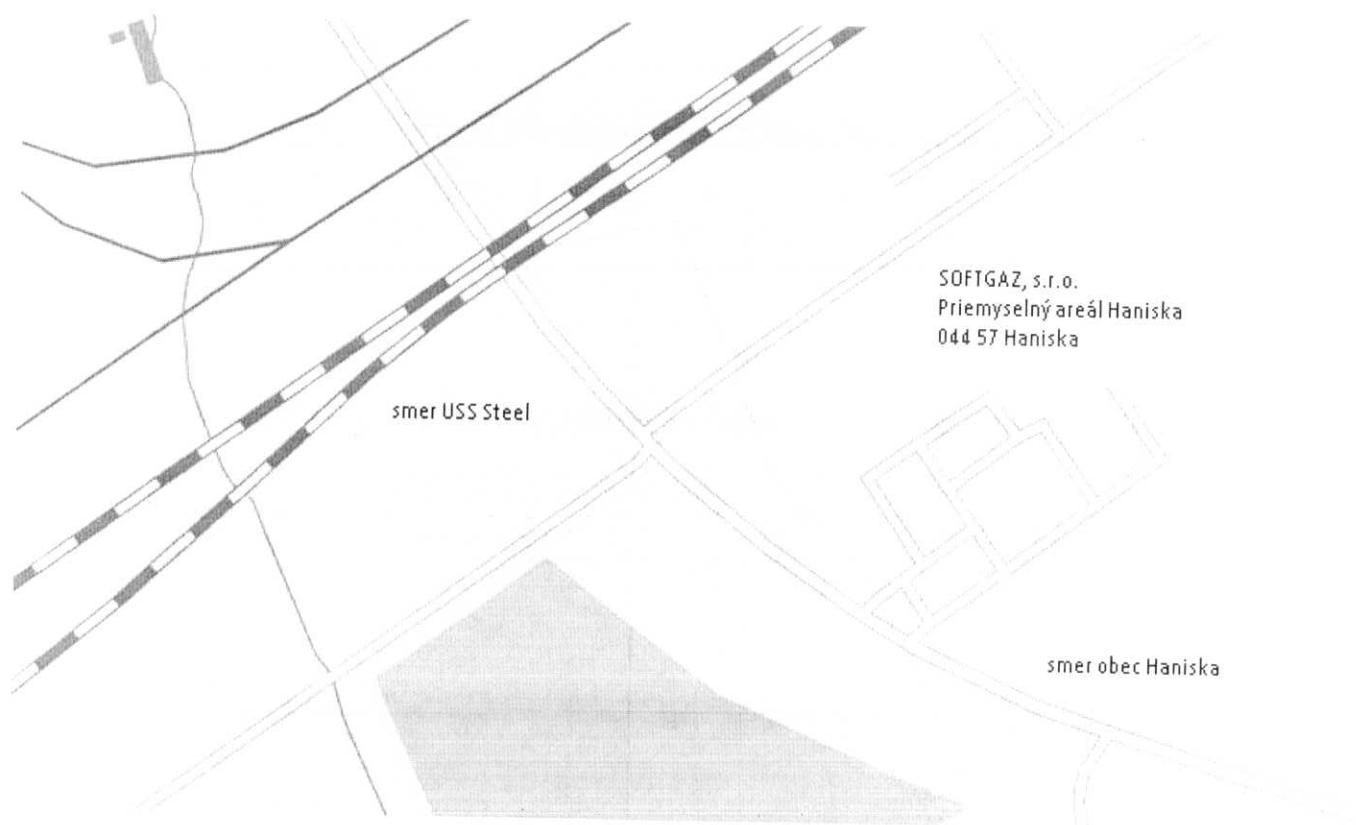 SOFTGAZ, s.r.o.
Priemyselný areál Haniska
044 57 Haniska
smer USS Steel
smer obec Haniska